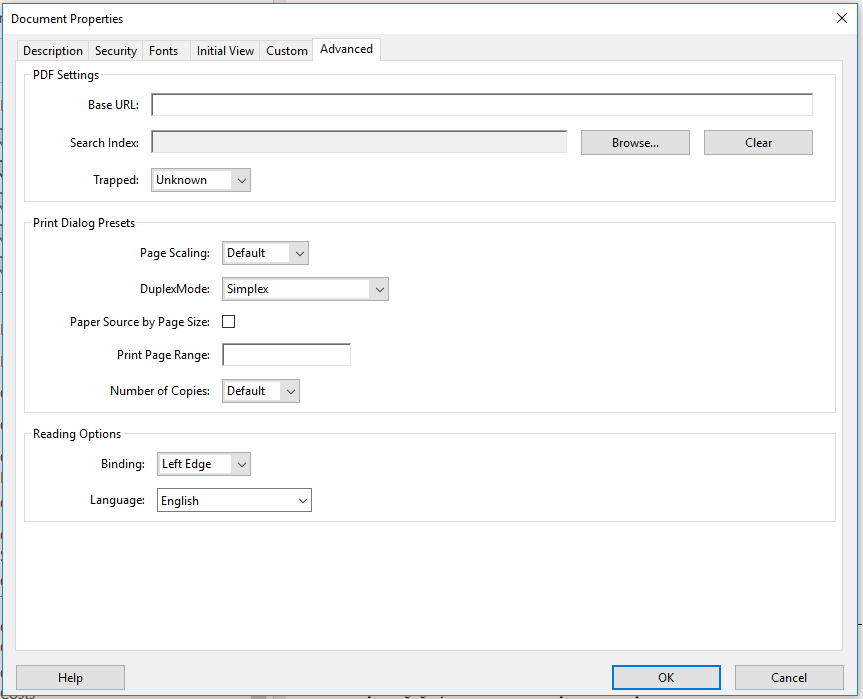 Document Properties
Description Security Fonts Initial View Custom Advanced
PDF Settings
Base URL:
Search Index: Browse... Clear
Trapped: Unknown
Print Dialog Presets
Page Scaling: Default
DuplexMode: Simplex
Paper Source by Page Size:
Print Page Range:
Number of Copies: Default
Reading Options
Binding: Left Edge
Language: English
Help OK Cancel